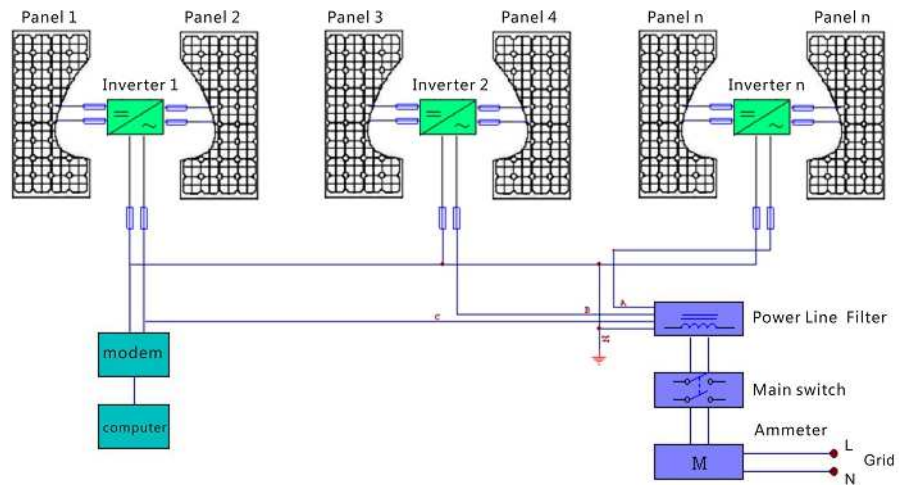 Panel 1
Panel 2
Panel 3
Panel 4
Panel n
Panel n
Inverter 1
Inverter 2
Inverter n
A
B
C
N
Power Line Filter
modem
Main switch
computer
Ammeter
M
L
Grid
N